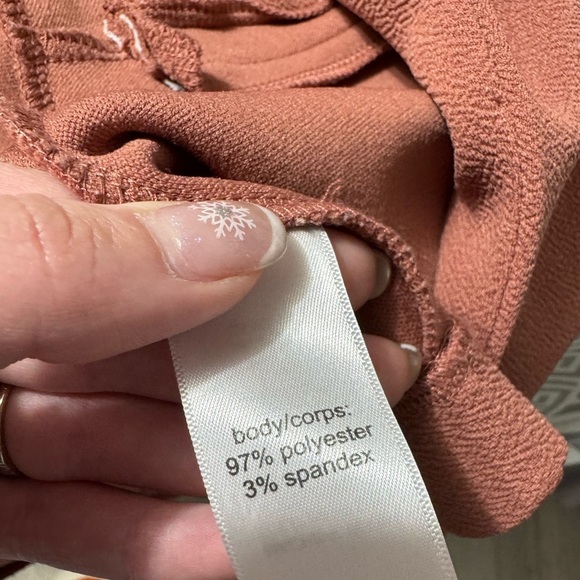 body/corps:
97% polyester
3% spandex